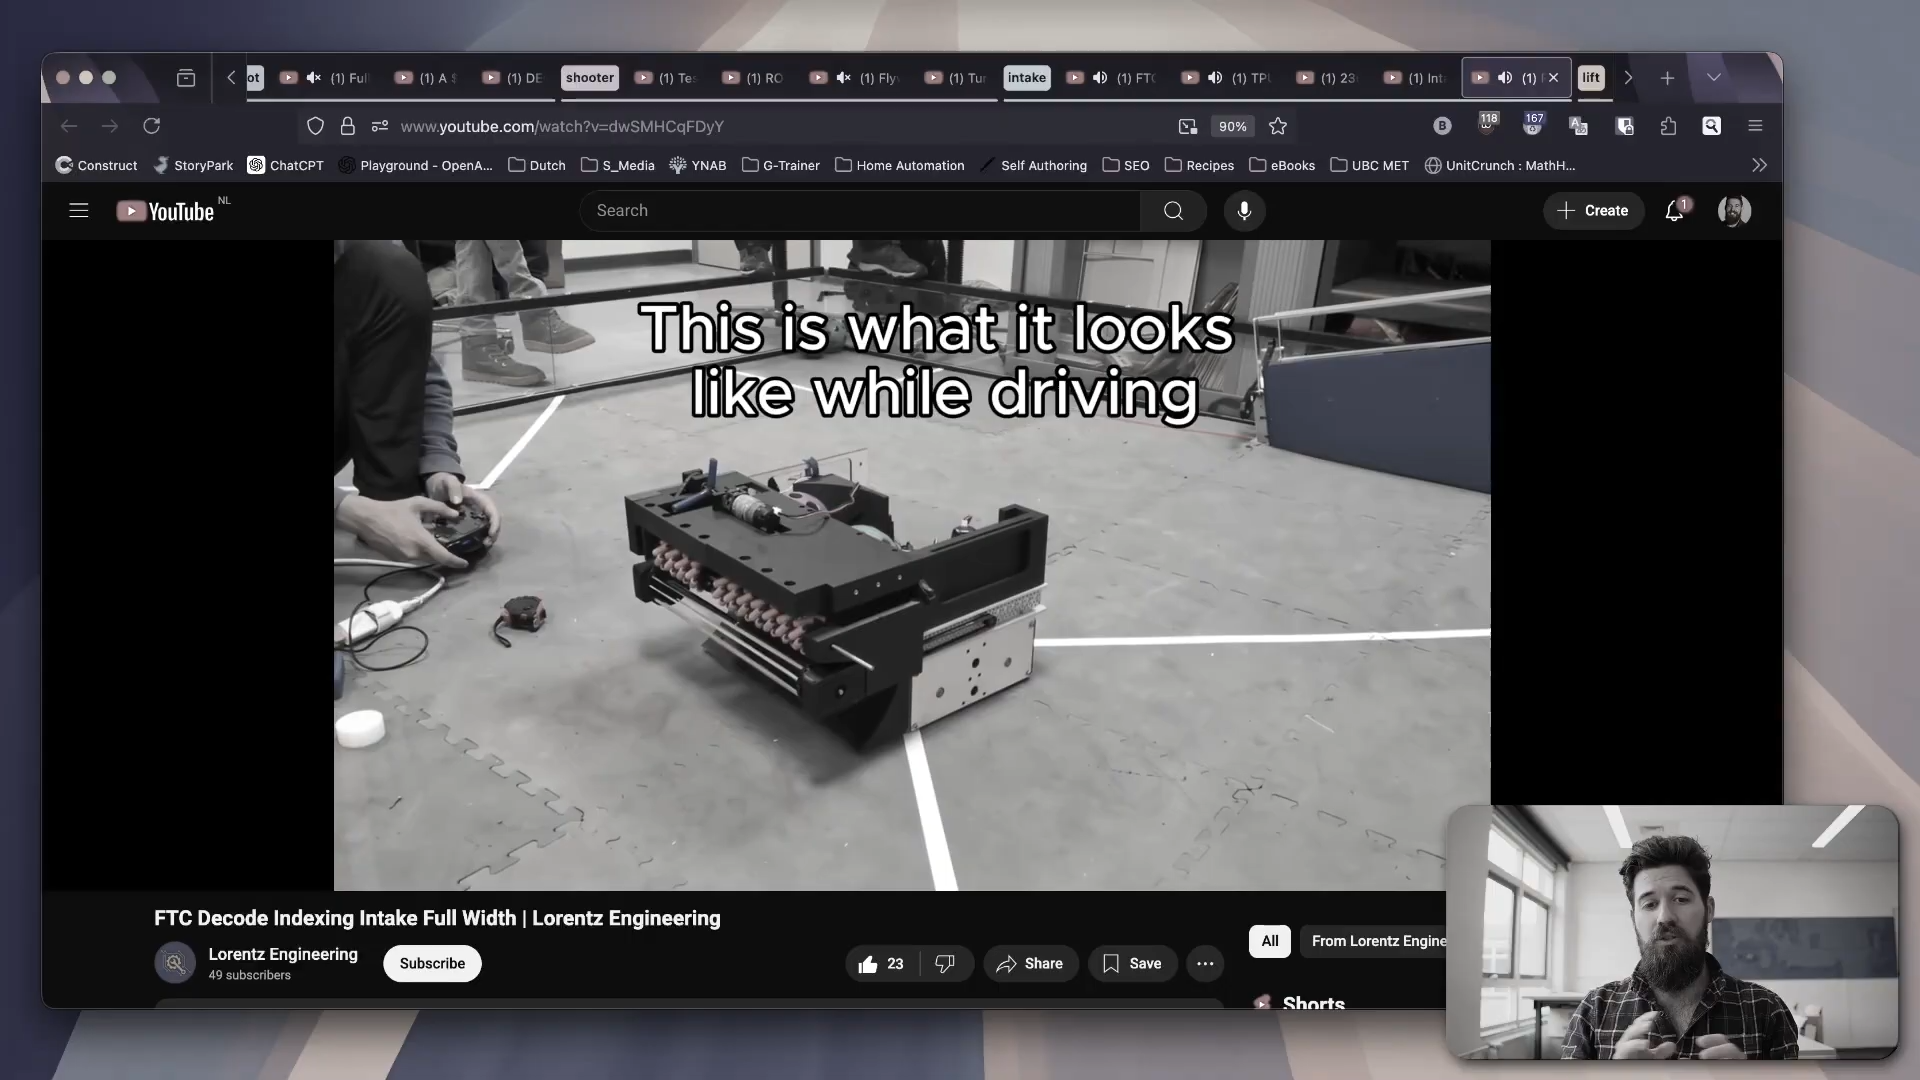 ot (1) Ful (1) A (1) DE shooter (1) Tes (1) RO (1) Fly (1) Tur intake (1) FTC (1) TPU (1) 23 (1) Int (1) lift
www.youtube.com/watch?v=dwSMHCqFDyY 90% B 118 167
Construct StoryPark ChatCPT Playground - OpenA... Dutch S_Media YNAB G-Trainer Home Automation Self Authoring SEO Recipes eBooks UBC MET UnitCrunch : MathH...
YouTube NL Search Create 1
This is what it looks
like while driving
FTC Decode Indexing Intake Full Width | Lorentz Engineering
Lorentz Engineering
49 subscribers
Subscribe
23 Share Save
All From Lorentz Engine
Shorts